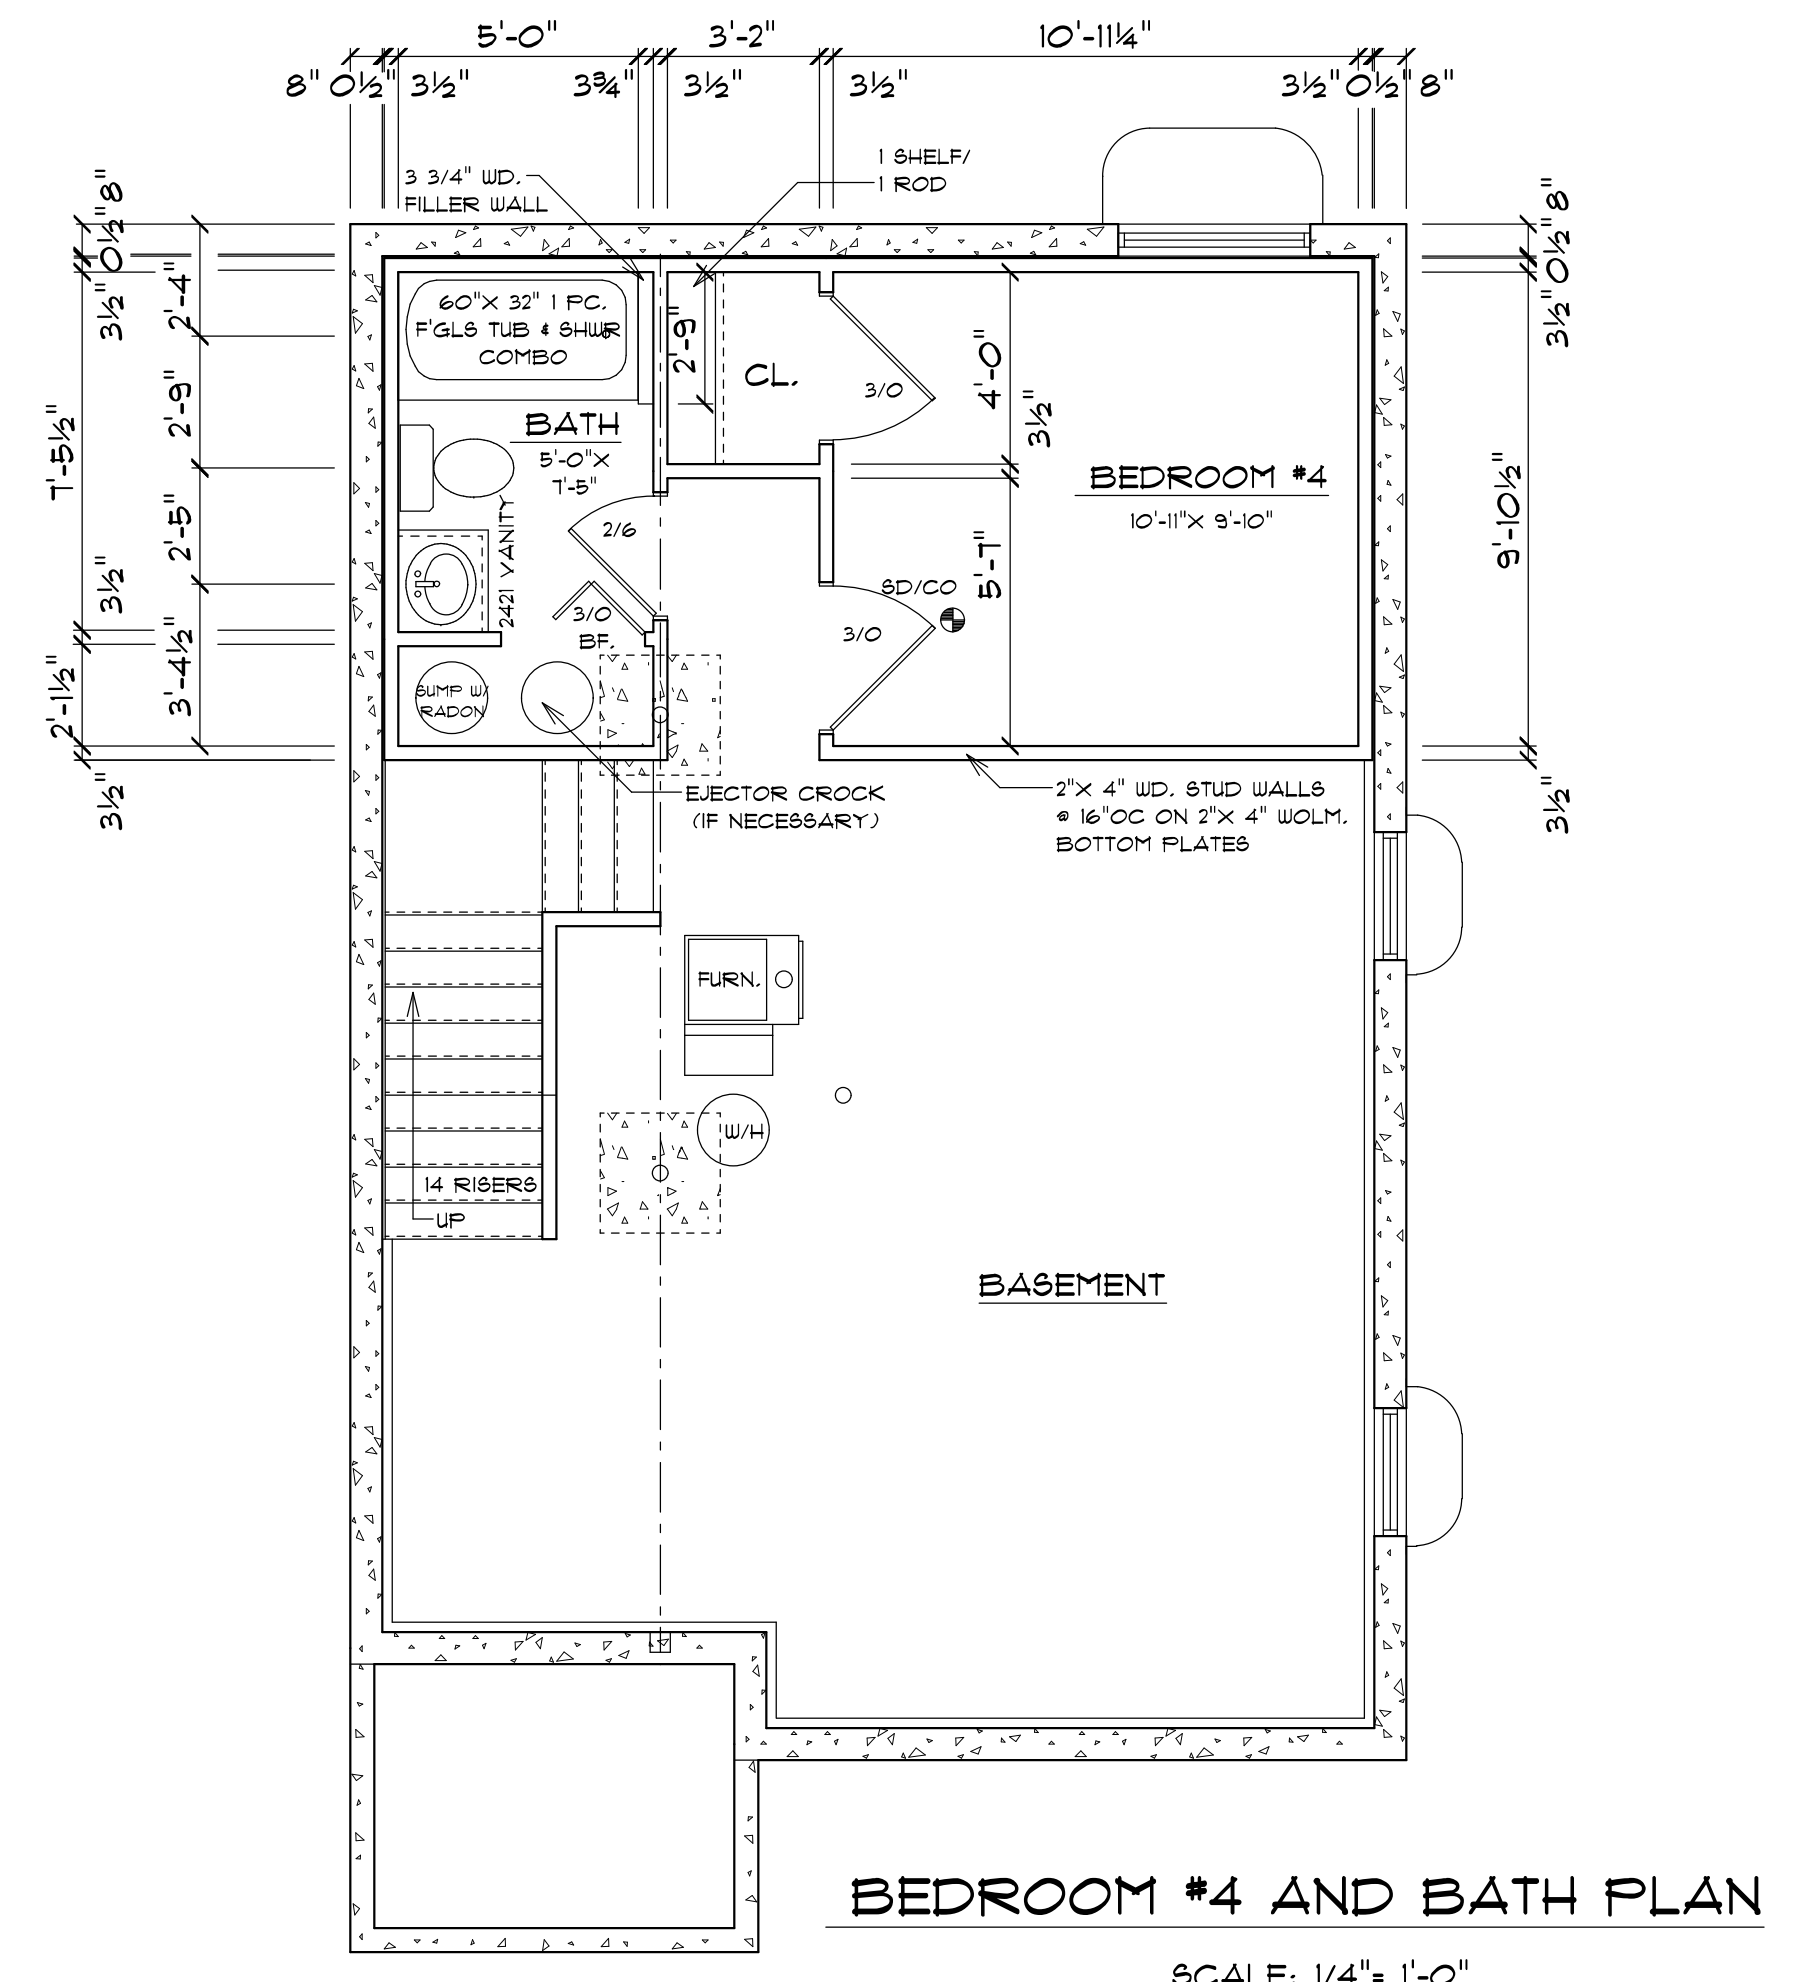 5'-0" 3'-2" 10'-11¼"
8" 0½" 3½" 3¾" 3½" 3½" 3½" 0½" 8"
1 SHELF/
1 ROD
3 3/4" WD.
FILLER WALL
8"
0½"
3½"
2'-4"
2'-9"
7'-5½"
2'-5"
3½"
3'-4½"
2'-1½"
3½"
60"X 32" 1 PC.
F'GLS TUB & SHWR
COMBO
2'-9"
CL.
3/0
4'-0"
3½"
8"
0½"
3½"
BATH
5'-0"X
7'-5"
BEDROOM #4
10'-11"X 9'-10"
9'-10½"
3½"
2421 VANITY
2/6
3/0
BF.
SD/CO
3/0
5'-7"
SUMP W/
RADON
EJECTOR CROCK
(IF NECESSARY)
2"X 4" WD. STUD WALLS
@ 16"OC ON 2"X 4" WOLM.
BOTTOM PLATES
FURN.
W/H
14 RISERS
UP
BASEMENT
BEDROOM #4 AND BATH PLAN
SCALE: 1/4"= 1'-0"